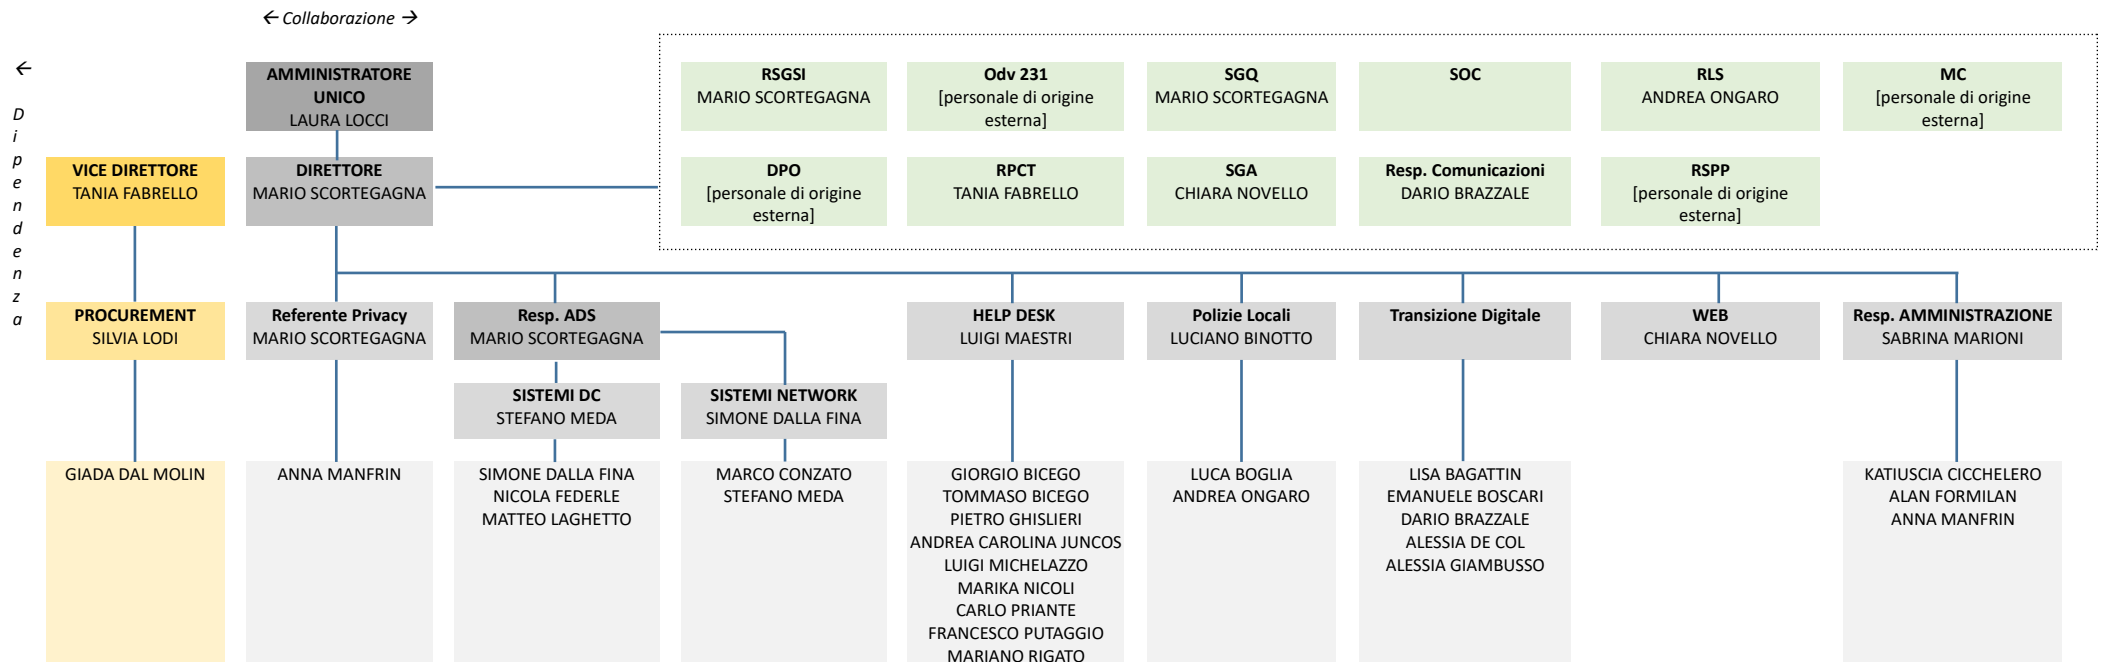 ← Collaborazione →
←
Dipendenza
AMMINISTRATORE
UNICO
LAURA LOCCI
RSGSI
MARIO SCORTEGAGNA
Odv 231
[personale di origine
esterna]
SGQ
MARIO SCORTEGAGNA
SOC
RLS
ANDREA ONGARO
MC
[personale di origine
esterna]
VICE DIRETTORE
TANIA FABRELLO
DIRETTORE
MARIO SCORTEGAGNA
DPO
[personale di origine
esterna]
RPCT
TANIA FABRELLO
SGA
CHIARA NOVELLO
Resp. Comunicazioni
DARIO BRAZZALE
RSPP
[personale di origine
esterna]
PROCUREMENT
SILVIA LODI
Referente Privacy
MARIO SCORTEGAGNA
Resp. ADS
MARIO SCORTEGAGNA
HELP DESK
LUIGI MAESTRI
Polizie Locali
LUCIANO BINOTTO
Transizione Digitale
WEB
CHIARA NOVELLO
Resp. AMMINISTRAZIONE
SABRINA MARIONI
SISTEMI DC
STEFANO MEDA
SISTEMI NETWORK
SIMONE DALLA FINA
GIADA DAL MOLIN
ANNA MANFRIN
SIMONE DALLA FINA
NICOLA FEDERLE
MATTEO LAGHETTO
MARCO CONZATO
STEFANO MEDA
GIORGIO BICEGO
TOMMASO BICEGO
PIETRO GHISLIERI
ANDREA CAROLINA JUNCOS
LUIGI MICHELAZZO
MARIKA NICOLI
CARLO PRIANTE
FRANCESCO PUTAGGIO
MARIANO RIGATO
LUCA BOGLIA
ANDREA ONGARO
LISA BAGATTIN
EMANUELE BOSCARI
DARIO BRAZZALE
ALESSIA DE COL
ALESSIA GIAMBUSSO
KATIUSCIA CICCHELERO
ALAN FORMILAN
ANNA MANFRIN